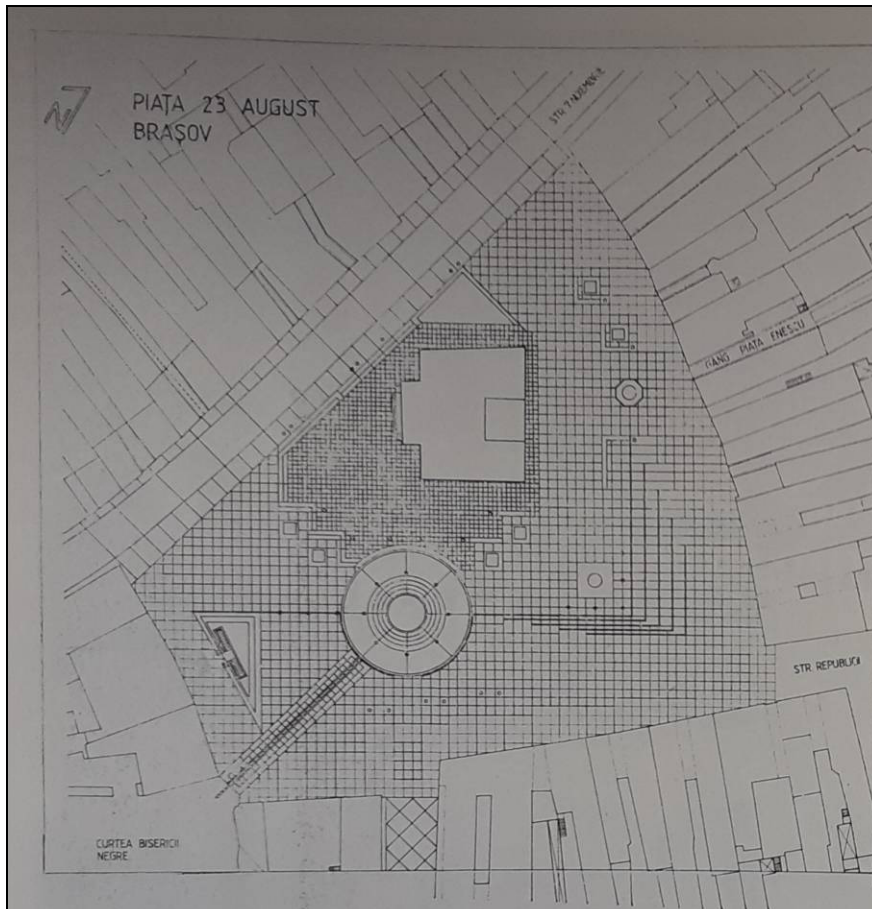 N
PIAȚA 23 AUGUST
BRAȘOV
STR. 7 NOIEMBRIE
GANG PIAȚA ENESCU
STR. REPUBLICII
CURTEA BISERICII
NEGRE